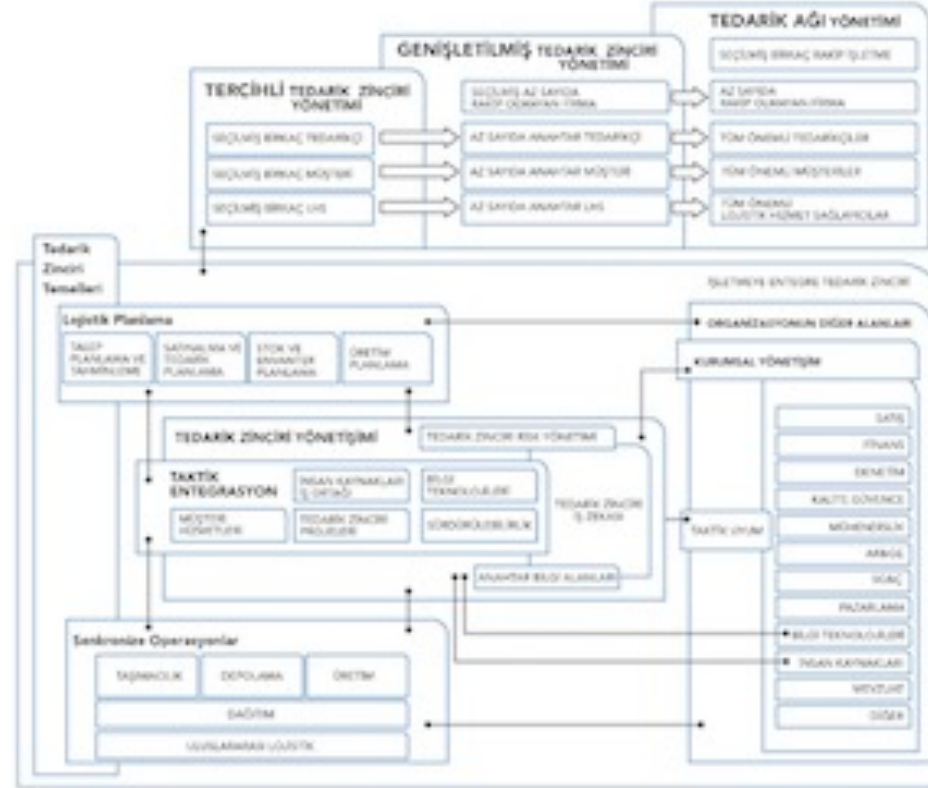 TEDARİK AĞI YÖNETİMİ
SEÇİLMİŞ BİRKAÇ RAKİP İŞLETME
AZ SAYIDA
RAKİP OLMAYAN FİRMA
TÜM ÖNEMLİ TEDARİKÇİLER
TÜM ÖNEMLİ MÜŞTERİLER
TÜM ÖNEMLİ
LOJİSTİK HİZMET SAĞLAYICILAR
GENİŞLETİLMİŞ TEDARİK ZİNCİRİ
YÖNETİMİ
SEÇİLMİŞ AZ SAYIDA
RAKİP OLMAYAN FİRMA
AZ SAYIDA ANAHTAR TEDARİKÇİ
AZ SAYIDA ANAHTAR MÜŞTERİ
AZ SAYIDA ANAHTAR LHS
TERCİHLİ TEDARİK ZİNCİRİ
YÖNETİMİ
SEÇİLMİŞ BİRKAÇ TEDARİKÇİ
SEÇİLMİŞ BİRKAÇ MÜŞTERİ
SEÇİLMİŞ BİRKAÇ LHS
Tedarik
Zinciri
Temelleri
İŞLETMEYE ENTEGRE TEDARİK ZİNCİRİ
Lojistik Planlama
TALEP
PLANLAMA VE
TAHMİNLEME
SATINALMA VE
TEDARİK
PLANLAMA
STOK VE
ENVANTER
PLANLAMA
ÜRETİM
PLANLAMA
ORGANİZASYONUN DİĞER ALANLARI
KURUMSAL YÖNETİŞİM
TEDARİK ZİNCİRİ YÖNETİŞİMİ
TEDARİK ZİNCİRİ RİSK YÖNETİMİ
TAKTİK
ENTEGRASYON
İNSAN KAYNAKLARI
İŞ ORTAĞI
BİLGİ
TEKNOLOJİLERİ
MÜŞTERİ
HİZMETLERİ
TEDARİK ZİNCİRİ
PROJELERİ
SÜRDÜRÜLEBİLİRLİK
TEDARİK ZİNCİRİ
İŞ ZEKASI
ANAHTAR BİLGİ ALANLARI
TAKTİK UYUM
SATIŞ
FİNANS
DENETİM
KALİTE GÜVENCE
MÜHENDİSLİK
PAZARLAMA
BİLGİ TEKNOLOJİLERİ
İNSAN KAYNAKLARI
MEVZUAT
DİĞER
Senkronize Operasyonlar
TAŞIMACILIK
DEPOLAMA
ÜRETİM
DAĞITIM
ULUSLARARASI LOJİSTİK